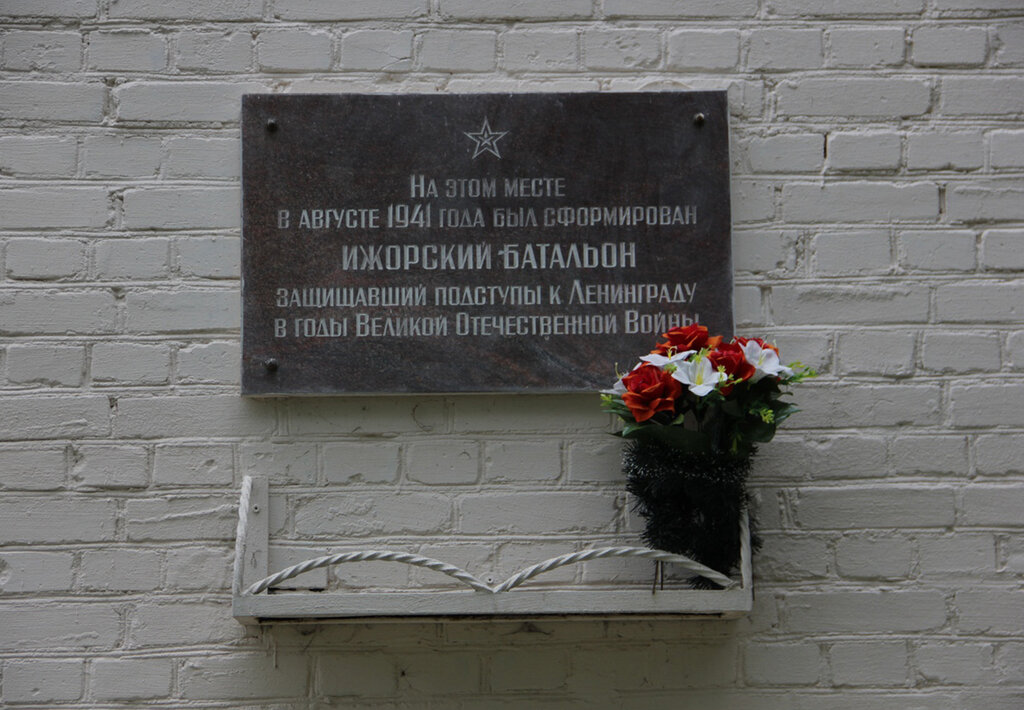 На этом месте
в августе 1941 года был сформирован
ИЖОРСКИЙ БАТАЛЬОН
защищавший подступы к Ленинграду
в годы Великой Отечественной Войны